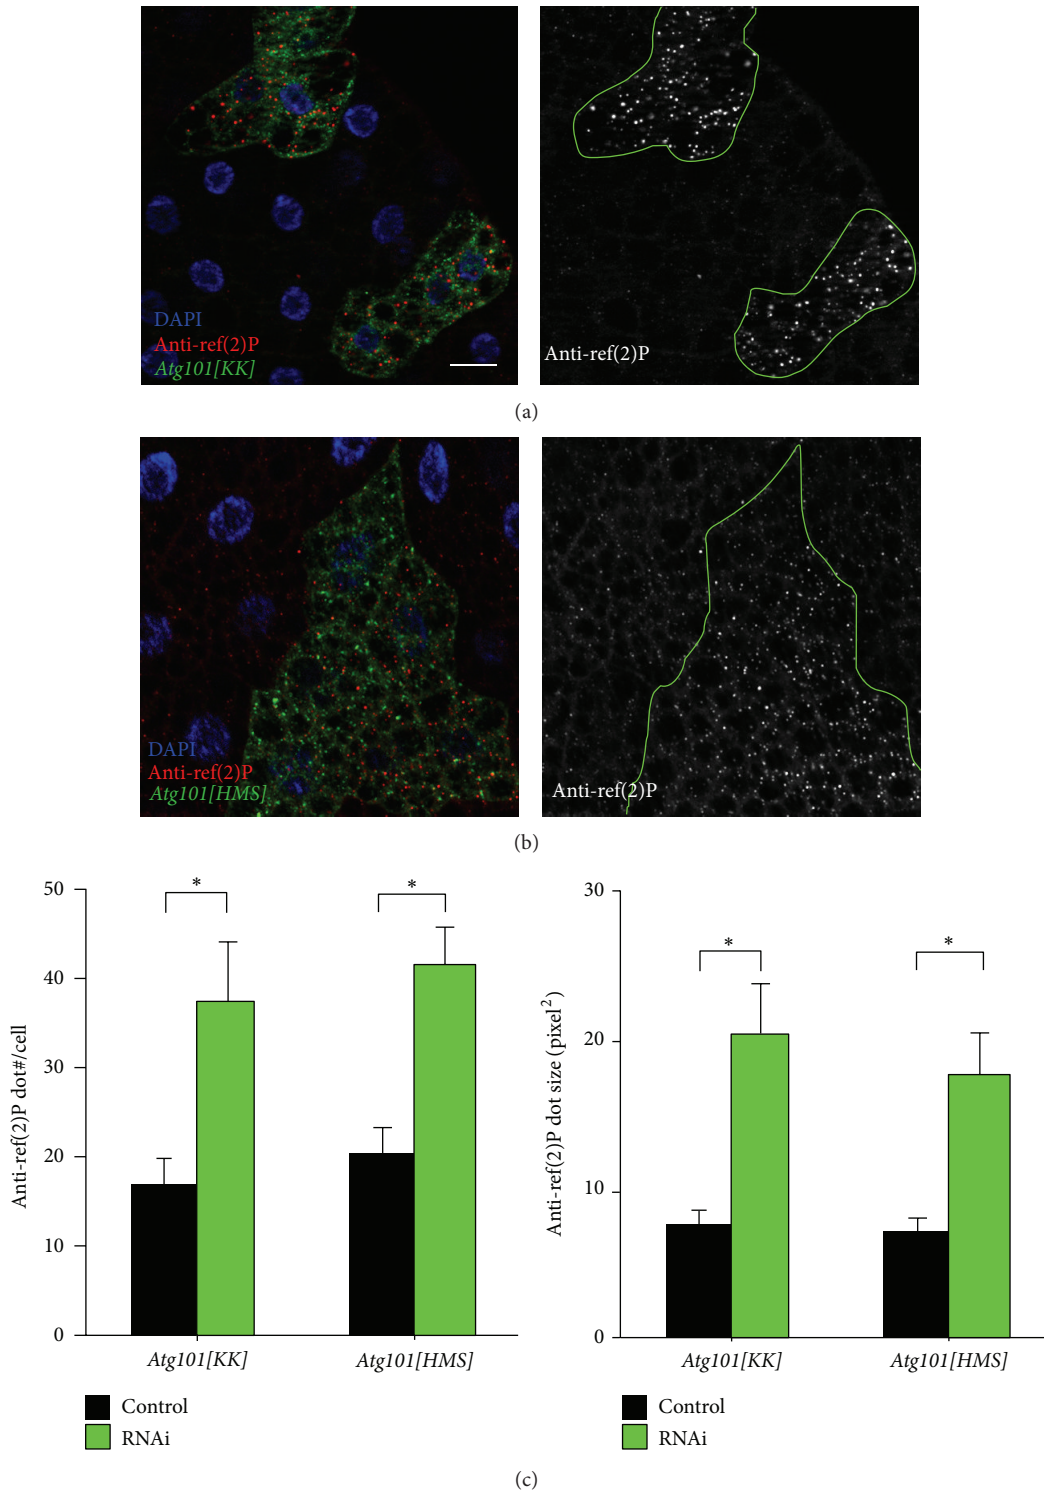 DAPI
Anti-ref(2)P
Atg101[KK]
Anti-ref(2)P
(a)
DAPI
Anti-ref(2)P
Atg101[HMS]
Anti-ref(2)P
(b)
Anti-ref(2)P dot#/cell
50
40
30
20
10
0
*
*
Atg101[KK]
Atg101[HMS]
Control
RNAi
Anti-ref(2)P dot size (pixel²)
30
20
10
0
*
*
Atg101[KK]
Atg101[HMS]
Control
RNAi
(c)